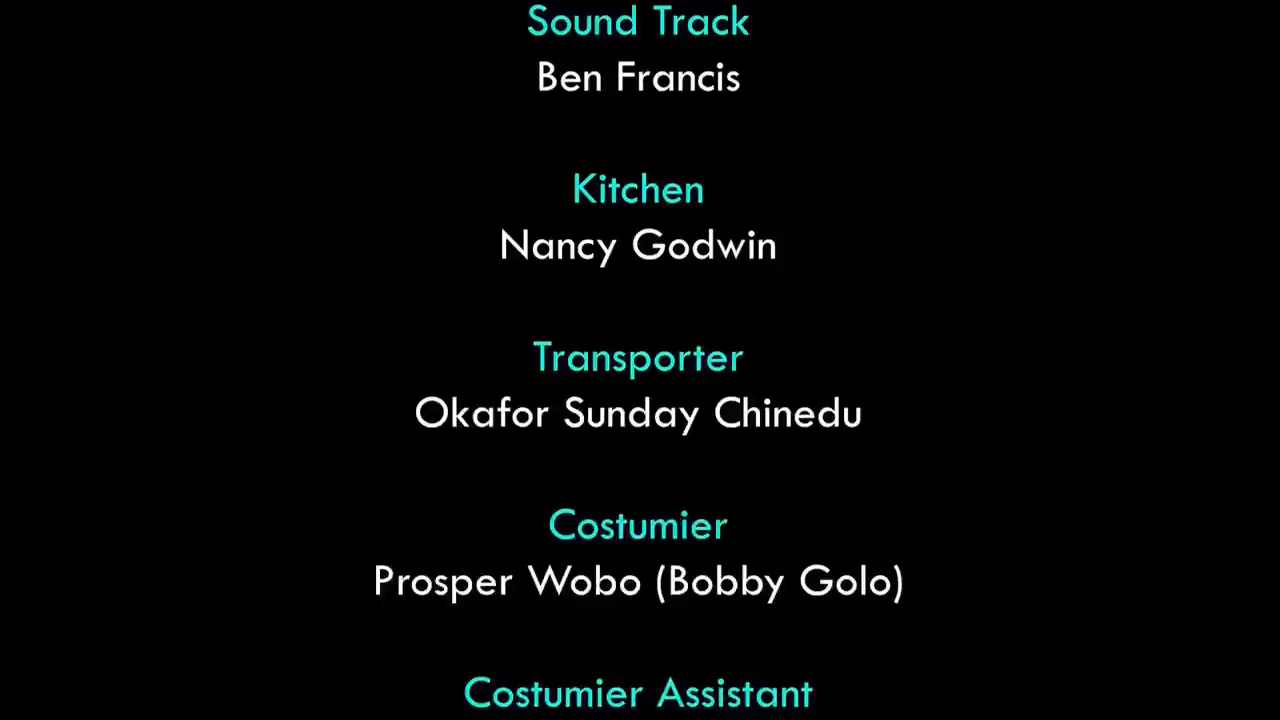 Sound Track
Ben Francis
Kitchen
Nancy Godwin
Transporter
Okafor Sunday Chinedu
Costumier
Prosper Wobo (Bobby Golo)
Costumier Assistant